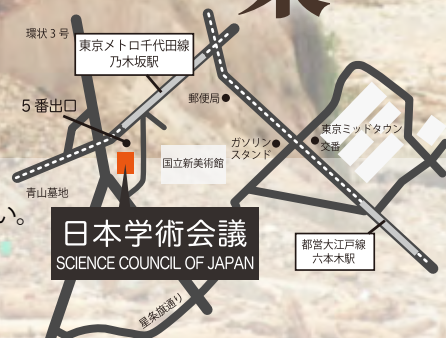 環状3号
東京メトロ千代田線
乃木坂駅
5番出口
郵便局
ガソリン
スタンド
東京ミッドタウン
交番
国立新美術館
青山墓地
い。
日本学術会議
SCIENCE COUNCIL OF JAPAN
都営大江戸線
六本木駅
星条旗通り